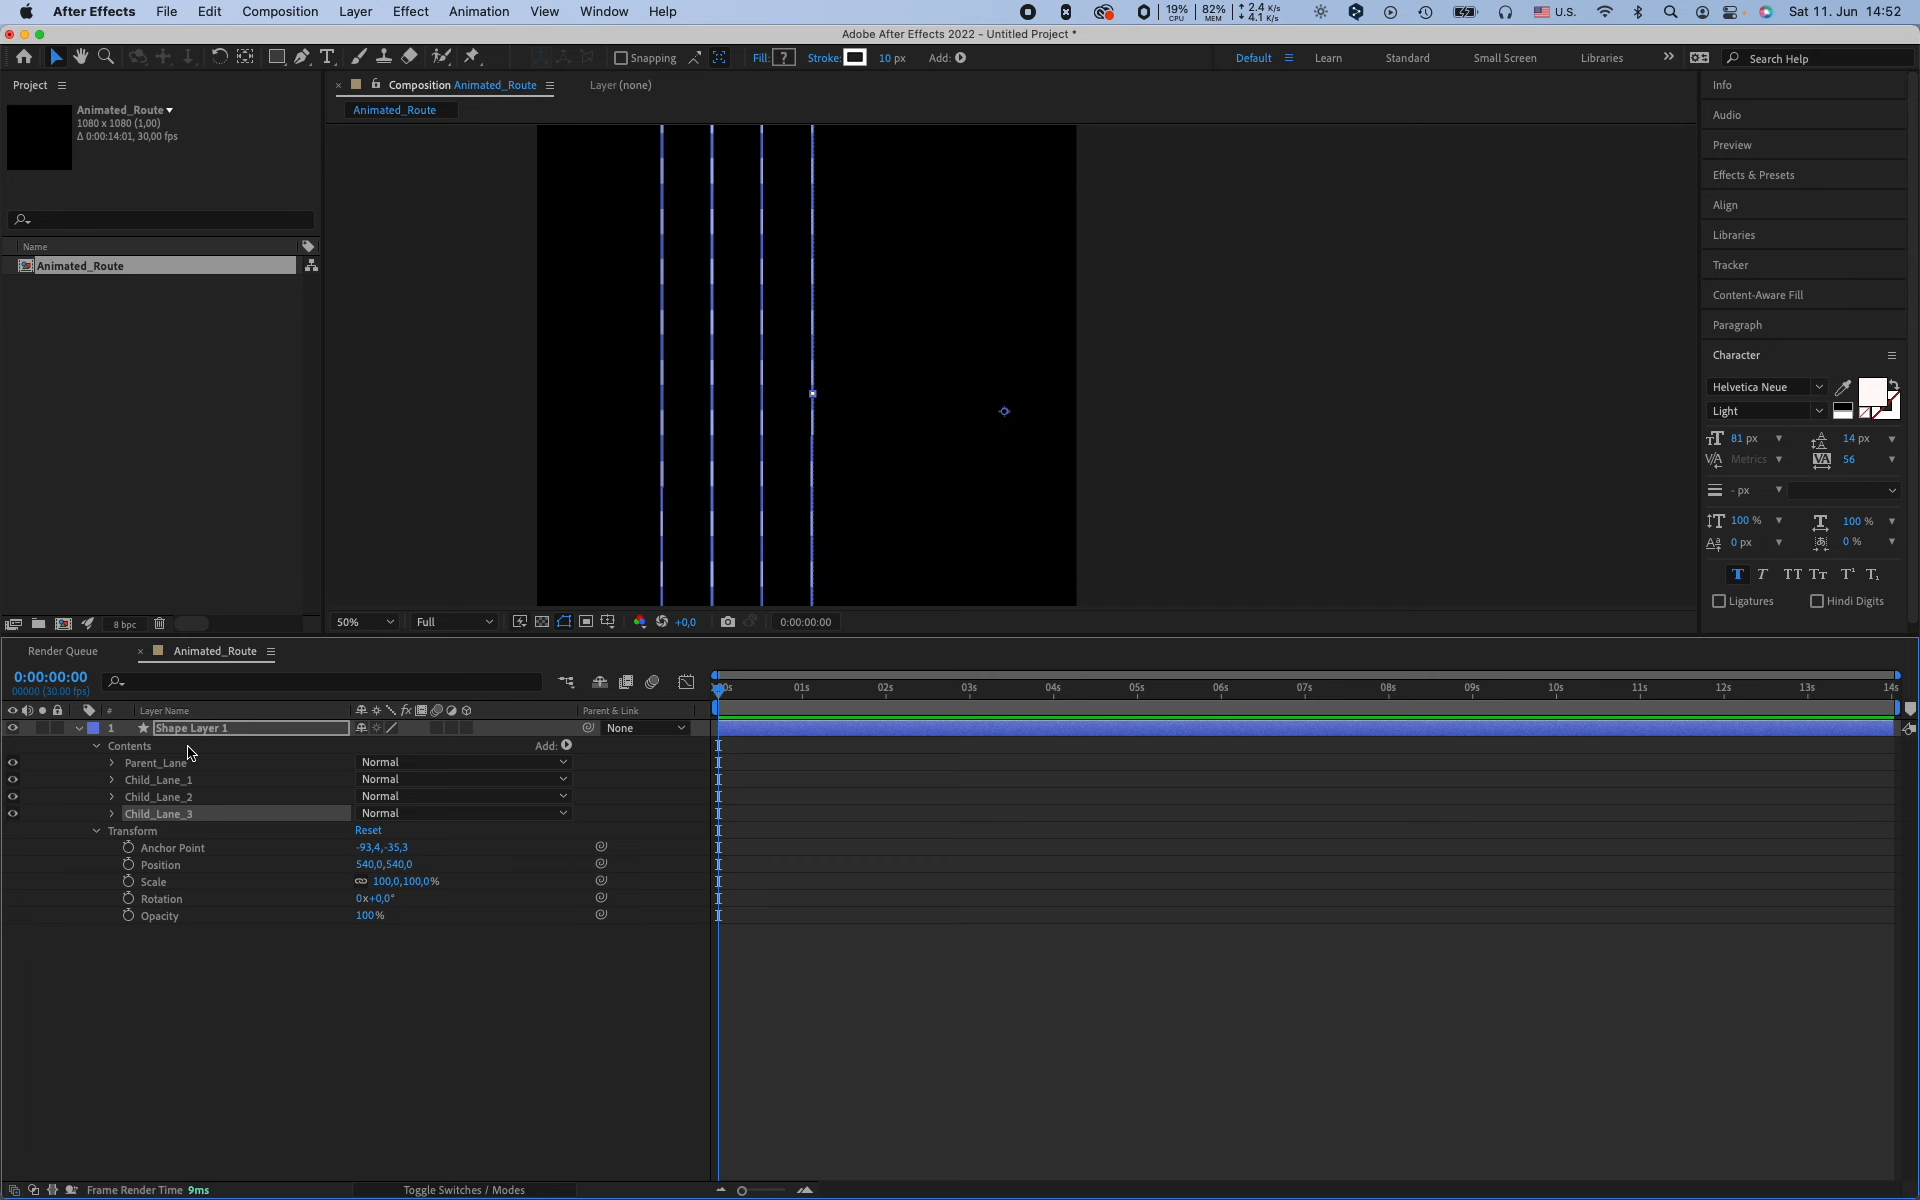 After Effects File Edit Composition Layer Effect Animation View Window Help
19% CPU 82% MEM 2.4 K/s 4.1 K/s U.S. Sat 11. Jun 14:52
Adobe After Effects 2022 - Untitled Project *
Snapping Fill: ? Stroke: 10 px Add: Default Learn Standard Small Screen Libraries Search Help
Project
Animated_Route
1080 x 1080 (1,00)
Δ 0:00:14:01, 30,00 fps
Name
Animated_Route
8 bpc
Composition Animated_Route Layer (none)
Animated_Route
50% Full +0,0 0:00:00:00
Info
Audio
Preview
Effects & Presets
Align
Libraries
Tracker
Content-Aware Fill
Paragraph
Character
Helvetica Neue
Light
81 px 14 px
Metrics 56
- px
100 % 100 %
0 px 0 %
T T TT Tт T¹ T₁
Ligatures Hindi Digits
Render Queue Animated_Route
0:00:00:00
00000 (30.00 fps)
01s 02s 03s 04s 05s 06s 07s 08s 09s 10s 11s 12s 13s 14s
# Layer Name Parent & Link
1 Shape Layer 1 None
Contents Add:
Parent_Lane Normal
Child_Lane_1 Normal
Child_Lane_2 Normal
Child_Lane_3 Normal
Transform Reset
Anchor Point -93,4,-35,3
Position 540,0,540,0
Scale 100,0,100,0%
Rotation 0x+0,0°
Opacity 100%
Frame Render Time 9ms Toggle Switches / Modes